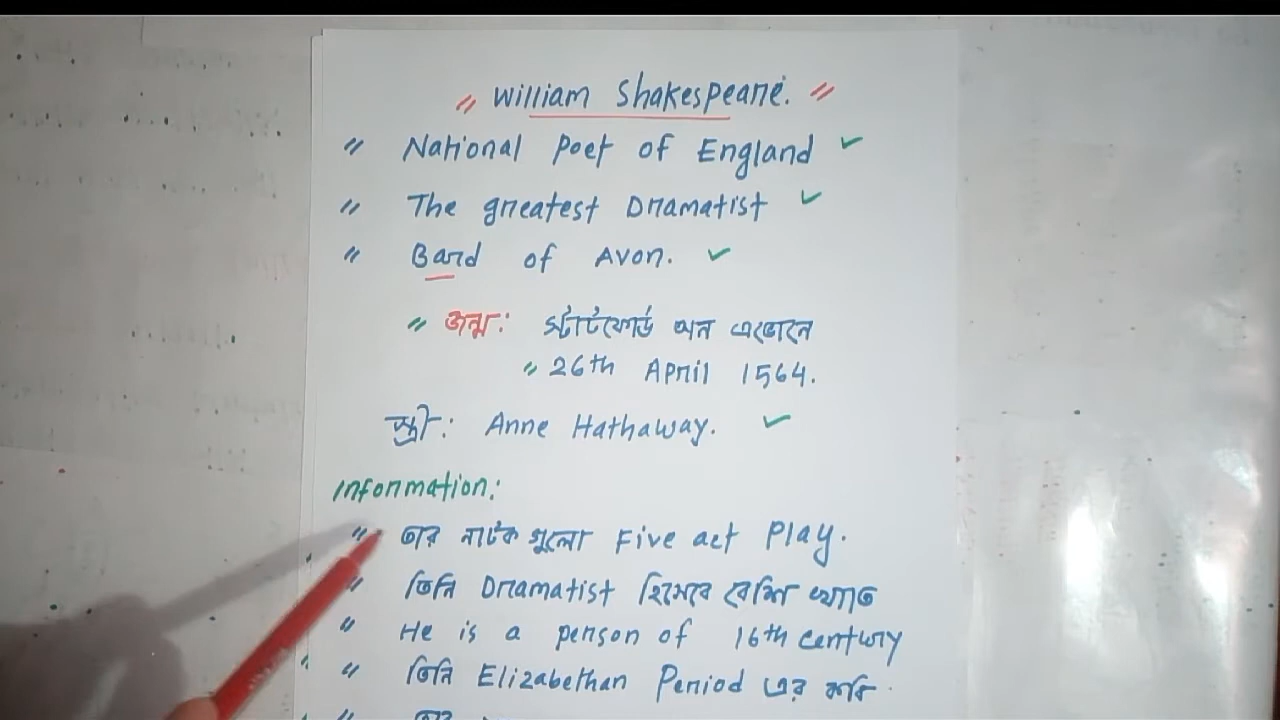 " William Shakespeare. "
" National Poet of England ✓
" The greatest Dramatist ✓
" Bard of Avon. ✓
" জন্ম: স্টার্টফোর্ড অন এভোনে
" 26th April 1564.
স্ত্রী: Anne Hathaway. ✓
Information:
" তার নাটক গুলো Five act Play.
" তিনি Dramatist হিসেবে বেশি খ্যাত
" He is a person of 16th century
" তিনি Elizabethan Period এর কবি.
" তার